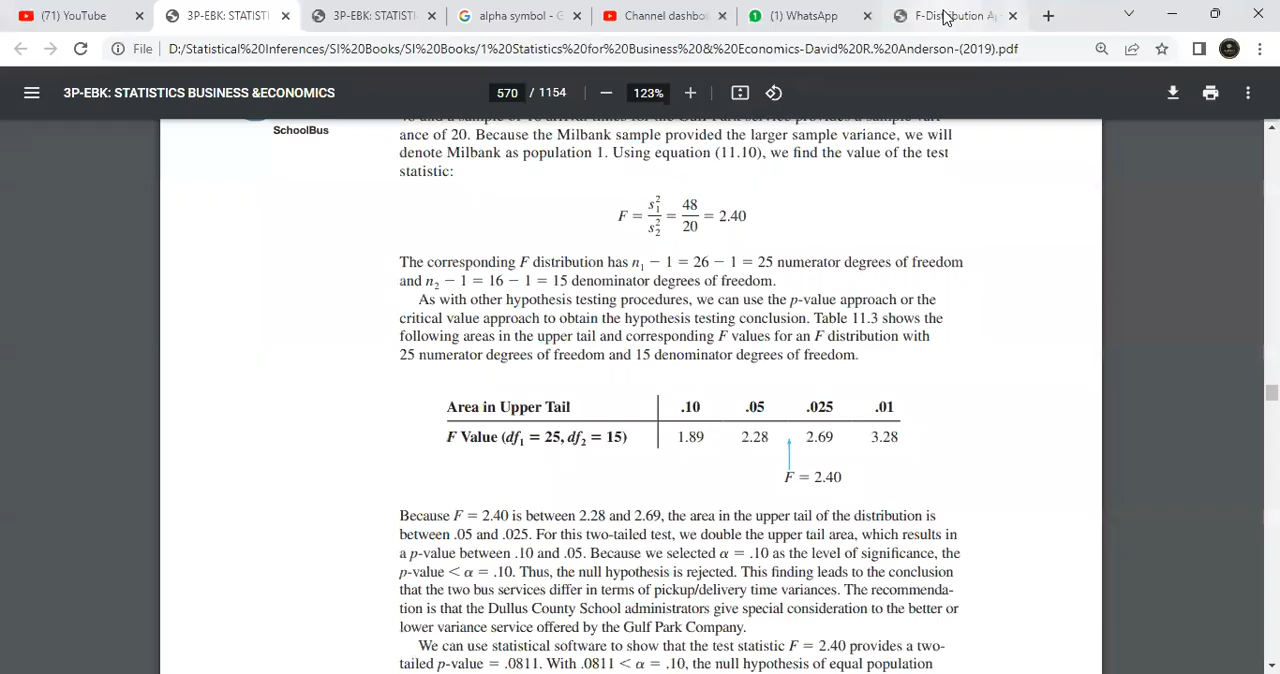 (71) YouTube
3P-EBK: STATISTI
3P-EBK: STATISTI
alpha symbol - G
Channel dashbo
1 (1) WhatsApp
F-Distribution A
File D:/Statistical%20Inferences/SI%20Books/SI%20Books/1%20Statistics%20for%20Business%20&%20Economics-David%20R.%20Anderson-(2019).pdf
3P-EBK: STATISTICS BUSINESS &ECONOMICS
570 / 1154
123%
SchoolBus
ance of 20. Because the Milbank sample provided the larger sample variance, we will
denote Milbank as population 1. Using equation (11.10), we find the value of the test
statistic:
F = s₁²/s₂² = 48/20 = 2.40
The corresponding F distribution has n₁ − 1 = 26 − 1 = 25 numerator degrees of freedom
and n₂ − 1 = 16 − 1 = 15 denominator degrees of freedom.
As with other hypothesis testing procedures, we can use the p-value approach or the
critical value approach to obtain the hypothesis testing conclusion. Table 11.3 shows the
following areas in the upper tail and corresponding F values for an F distribution with
25 numerator degrees of freedom and 15 denominator degrees of freedom.
Area in Upper Tail .10 .05 .025 .01
F Value (df₁ = 25, df₂ = 15) 1.89 2.28 2.69 3.28
F = 2.40
Because F = 2.40 is between 2.28 and 2.69, the area in the upper tail of the distribution is
between .05 and .025. For this two-tailed test, we double the upper tail area, which results in
a p-value between .10 and .05. Because we selected α = .10 as the level of significance, the
p-value < α = .10. Thus, the null hypothesis is rejected. This finding leads to the conclusion
that the two bus services differ in terms of pickup/delivery time variances. The recommenda-
tion is that the Dullus County School administrators give special consideration to the better or
lower variance service offered by the Gulf Park Company.
We can use statistical software to show that the test statistic F = 2.40 provides a two-
tailed p-value = .0811. With .0811 < α = .10, the null hypothesis of equal population